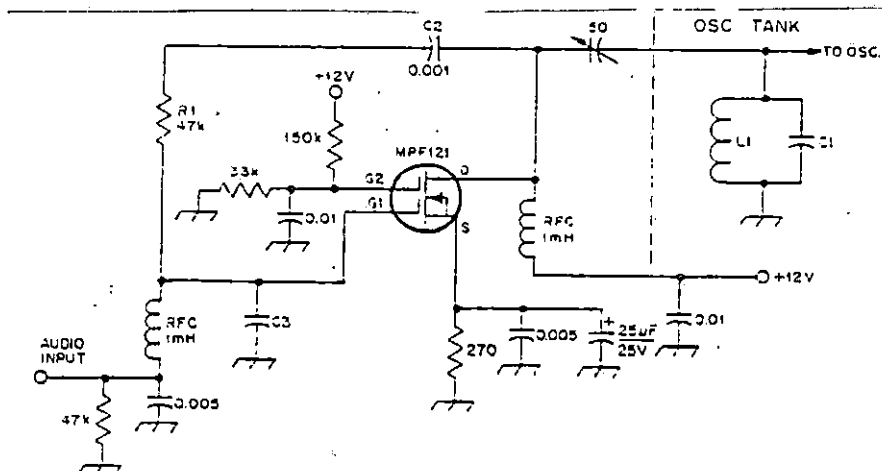 C2
0.001
50
OSC TANK
TO OSC.
+12V
R1
47k
150k
MPF121
33k
G2
G1
D
S
0.01
L1
C1
RFC
1mH
+12V
RFC
1mH
C3
0.01
270
0.005
+
25µF
25V
AUDIO
INPUT
47k
0.005